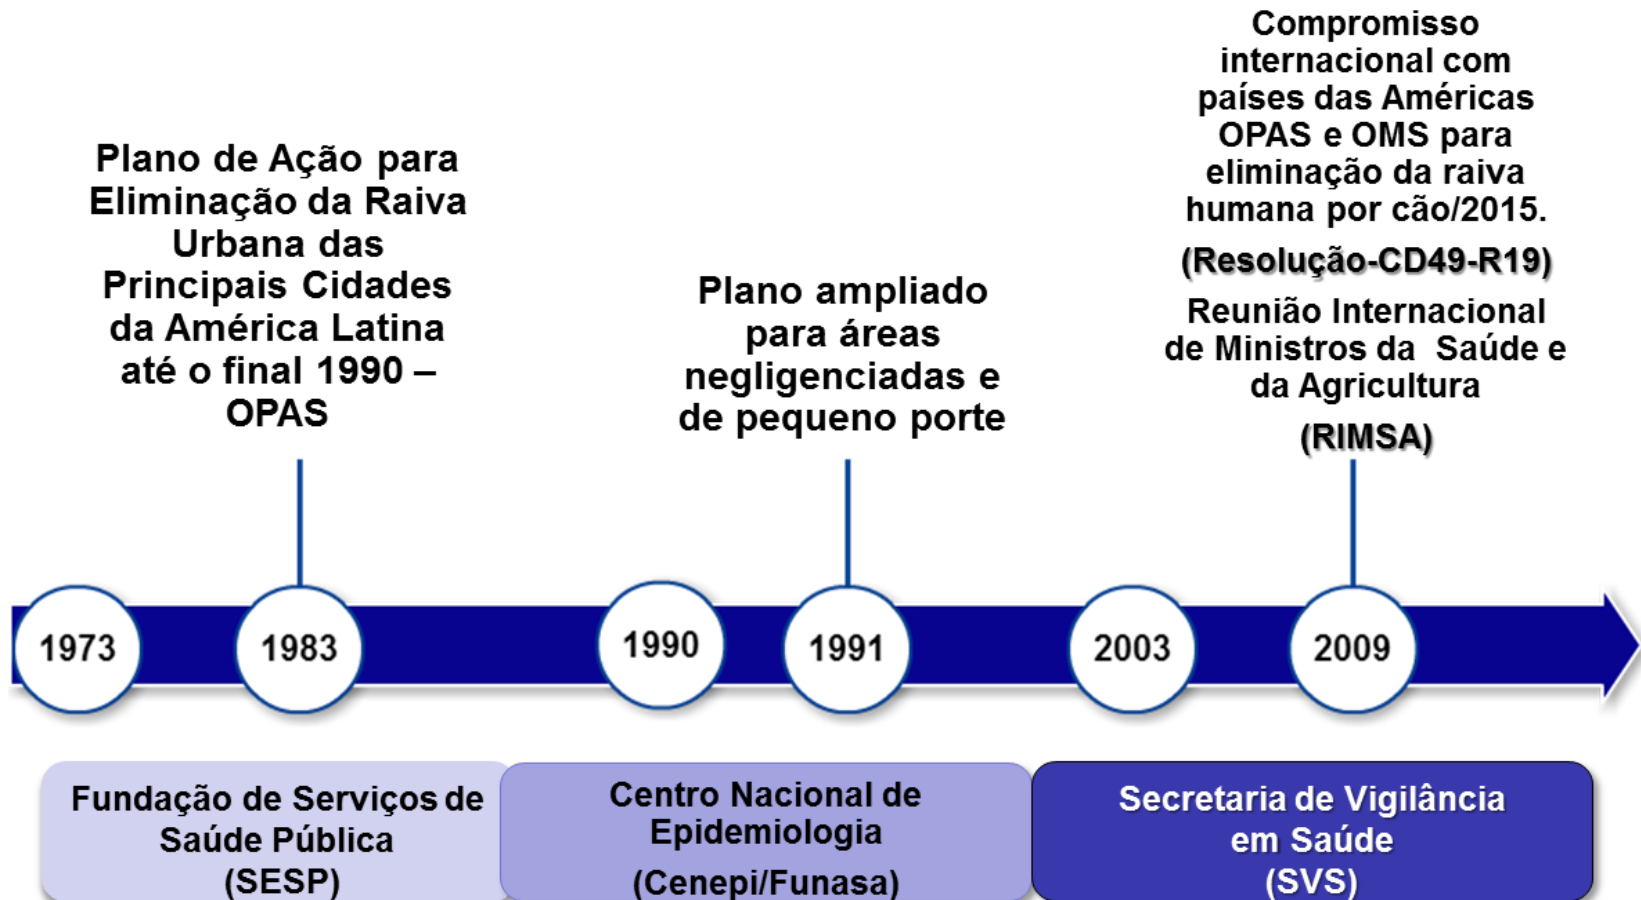 Plano de Ação para
Eliminação da Raiva
Urbana das
Principais Cidades
da América Latina
até o final 1990 –
OPAS
Plano ampliado
para áreas
negligenciadas e
de pequeno porte
Compromisso
internacional com
países das Américas
OPAS e OMS para
eliminação da raiva
humana por cão/2015.
(Resolução-CD49-R19)
Reunião Internacional
de Ministros da Saúde e
da Agricultura
(RIMSA)
1973
1983
1990
1991
2003
2009
Fundação de Serviços de
Saúde Pública
(SESP)
Centro Nacional de
Epidemiologia
(Cenepi/Funasa)
Secretaria de Vigilância
em Saúde
(SVS)